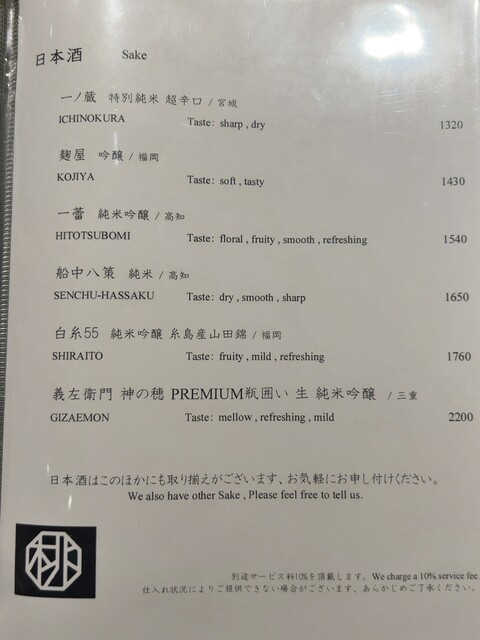 日本酒 Sake
一ノ蔵 特別純米 超辛口 / 宮城
ICHINOKURA Taste: sharp , dry 1320
麹屋 吟醸 / 福岡
KOJIYA Taste: soft , tasty 1430
一蕾 純米吟醸 / 高知
HITOTSUBOMI Taste: floral , fruity , smooth , refreshing 1540
船中八策 純米 / 高知
SENCHU-HASSAKU Taste: dry , smooth , sharp 1650
白糸55 純米吟醸 糸島産山田錦 / 福岡
SHIRAITO Taste: fruity , mild , refreshing 1760
義左衛門 神の穂 PREMIUM瓶囲い 生 純米吟醸 / 三重
GIZAEMON Taste: mellow , refreshing , mild 2200
日本酒はこのほかにも取り揃えがございます、お気軽にお申し付けください。
We also have other Sake , Please feel free to tell us.
別途サービス料10%を頂戴します。We charge a 10% service fee.
仕入れ状況によりご提供できない場合がございます、あらかじめご了承ください。